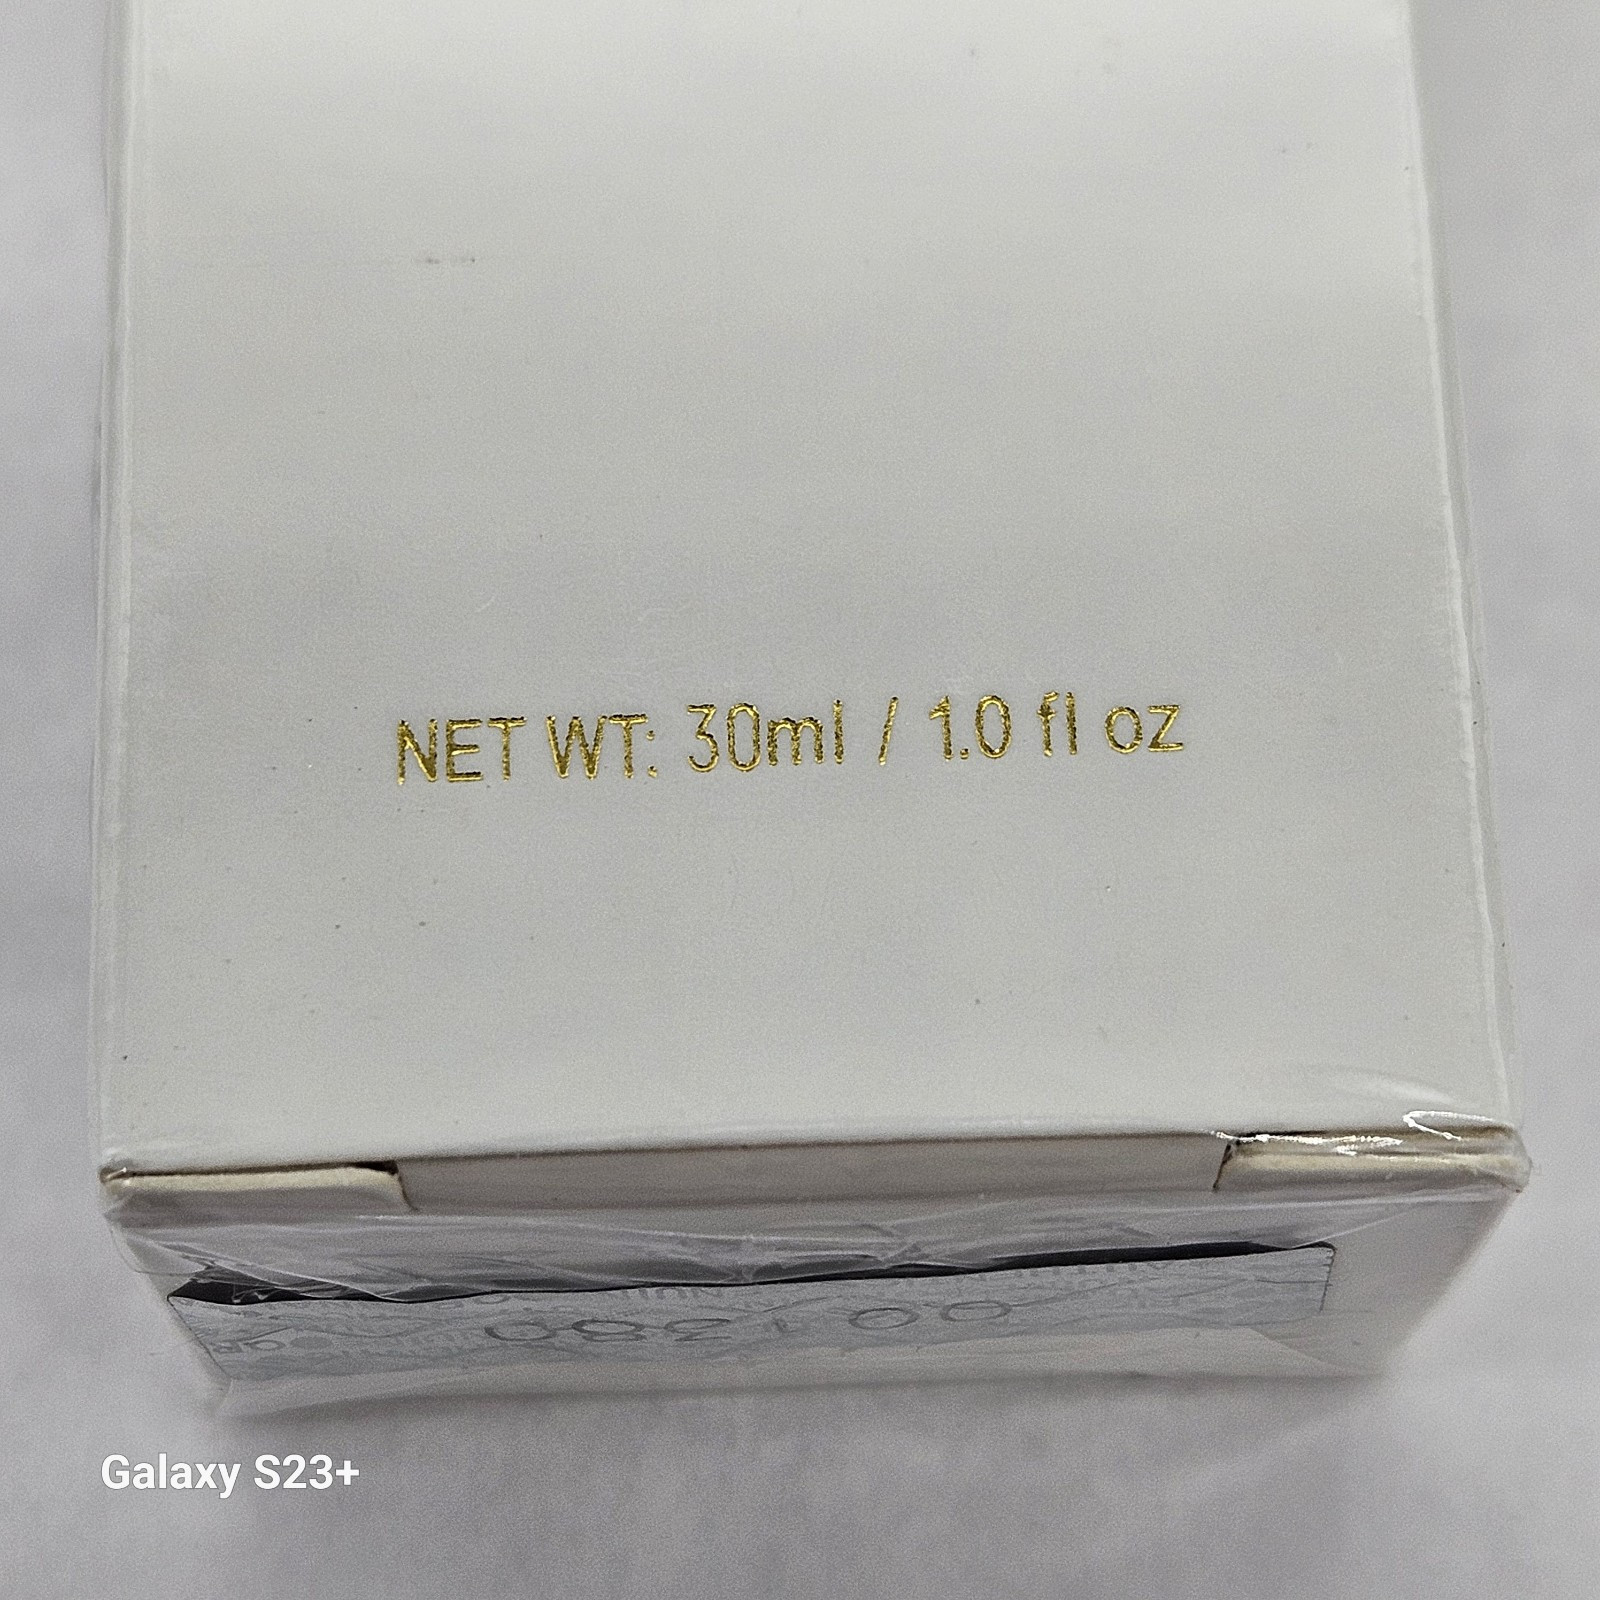 NET WT: 30ml / 1.0 fl oz
Galaxy S23+